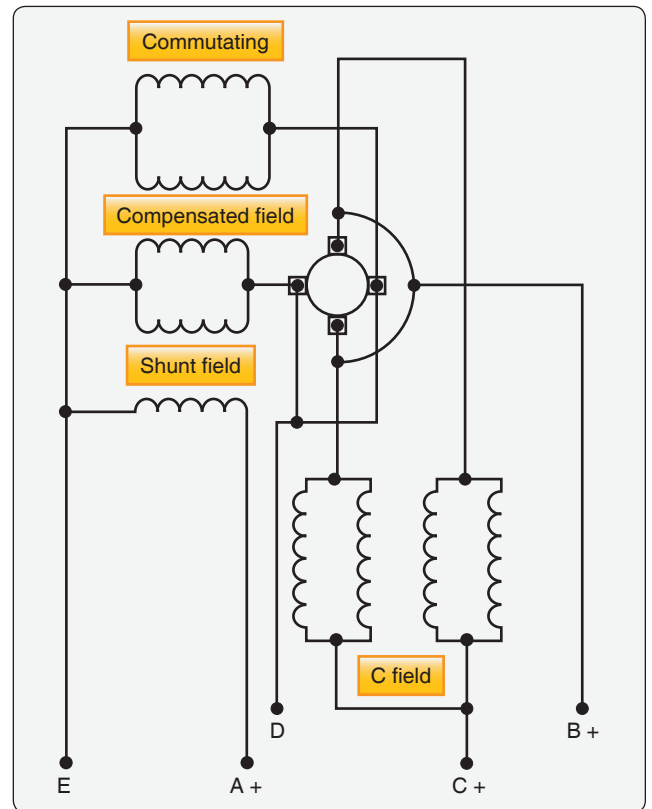 Commutating
Compensated field
Shunt field
C field
D
B +
E
A +
C +